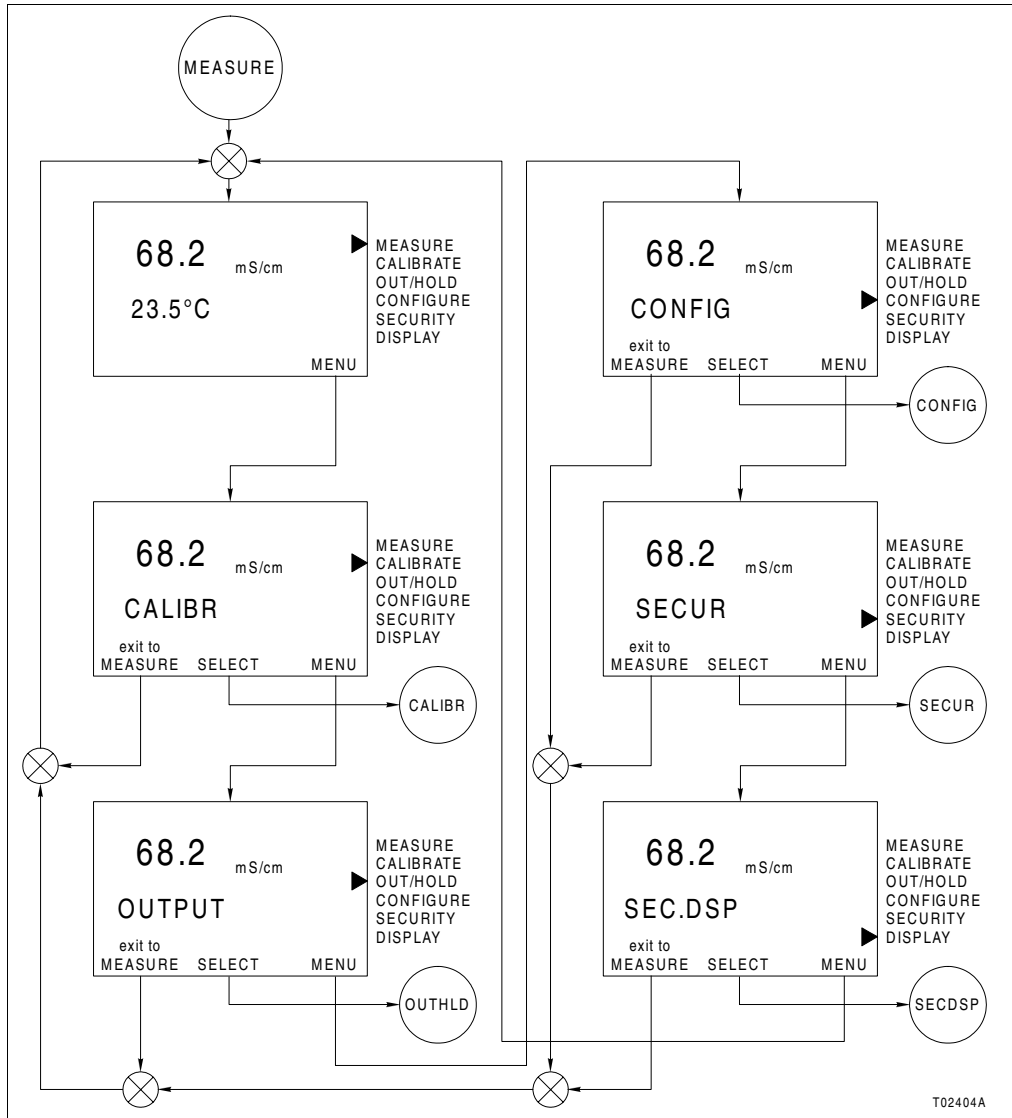 MEASURE
68.2 mS/cm
23.5°C
MENU
MEASURE
CALIBRATE
OUT/HOLD
CONFIGURE
SECURITY
DISPLAY
68.2 mS/cm
CALIBR
exit to
MEASURE SELECT MENU
MEASURE
CALIBRATE
OUT/HOLD
CONFIGURE
SECURITY
DISPLAY
CALIBR
68.2 mS/cm
OUTPUT
exit to
MEASURE SELECT MENU
MEASURE
CALIBRATE
OUT/HOLD
CONFIGURE
SECURITY
DISPLAY
OUTHLD
68.2 mS/cm
CONFIG
exit to
MEASURE SELECT MENU
MEASURE
CALIBRATE
OUT/HOLD
CONFIGURE
SECURITY
DISPLAY
CONFIG
68.2 mS/cm
SECUR
exit to
MEASURE SELECT MENU
MEASURE
CALIBRATE
OUT/HOLD
CONFIGURE
SECURITY
DISPLAY
SECUR
68.2 mS/cm
SEC.DSP
exit to
MEASURE SELECT MENU
MEASURE
CALIBRATE
OUT/HOLD
CONFIGURE
SECURITY
DISPLAY
SECDSP
T02404A